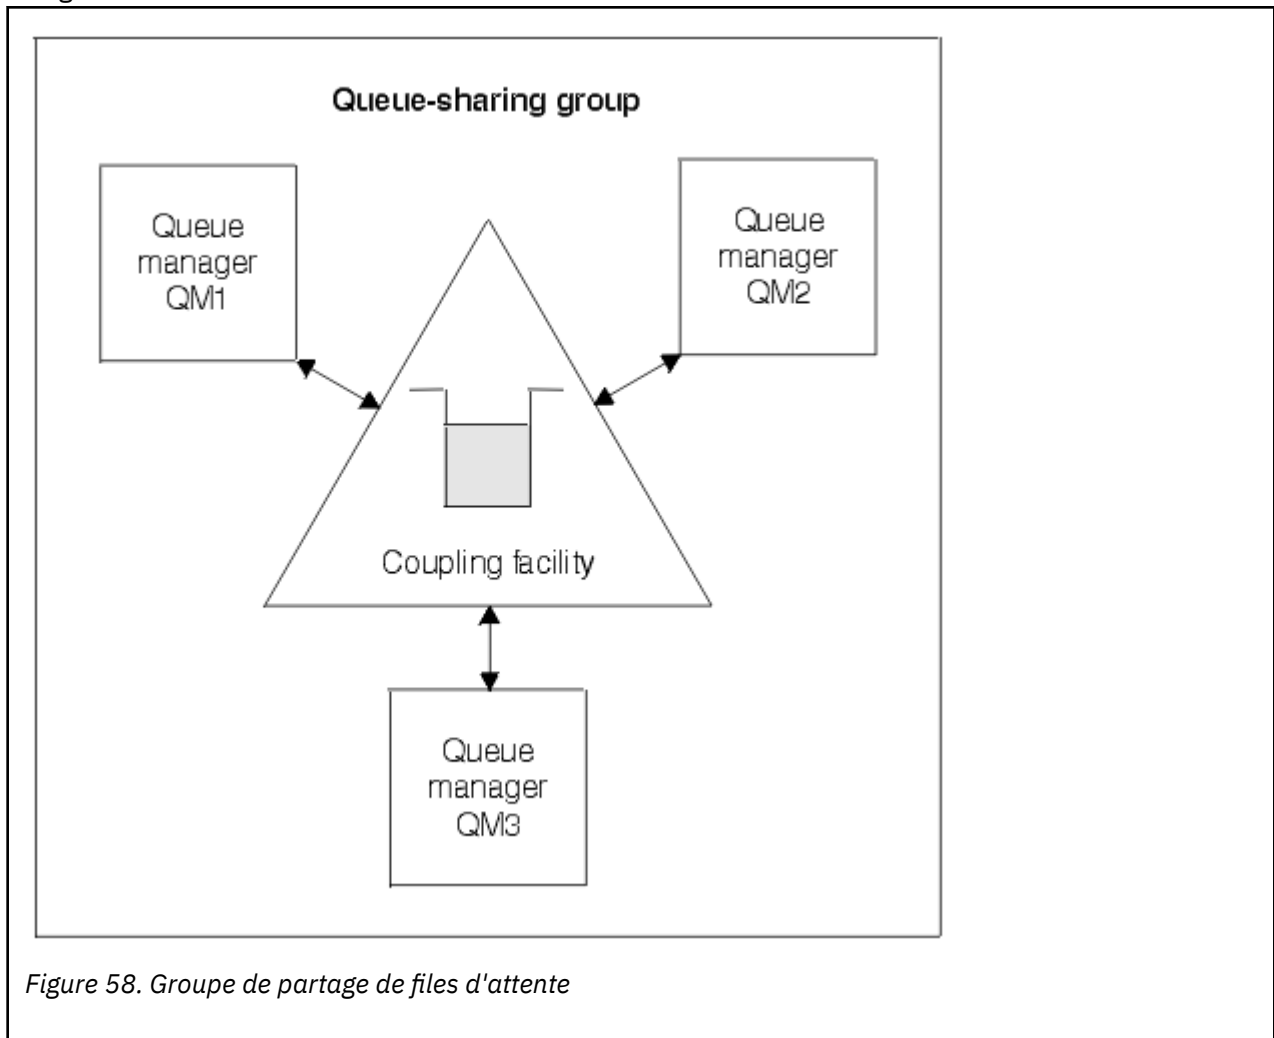 Queue-sharing group
Queue
manager
QM1
Queue
manager
QM2
Coupling facility
Queue
manager
QM3
Figure 58. Groupe de partage de files d'attente